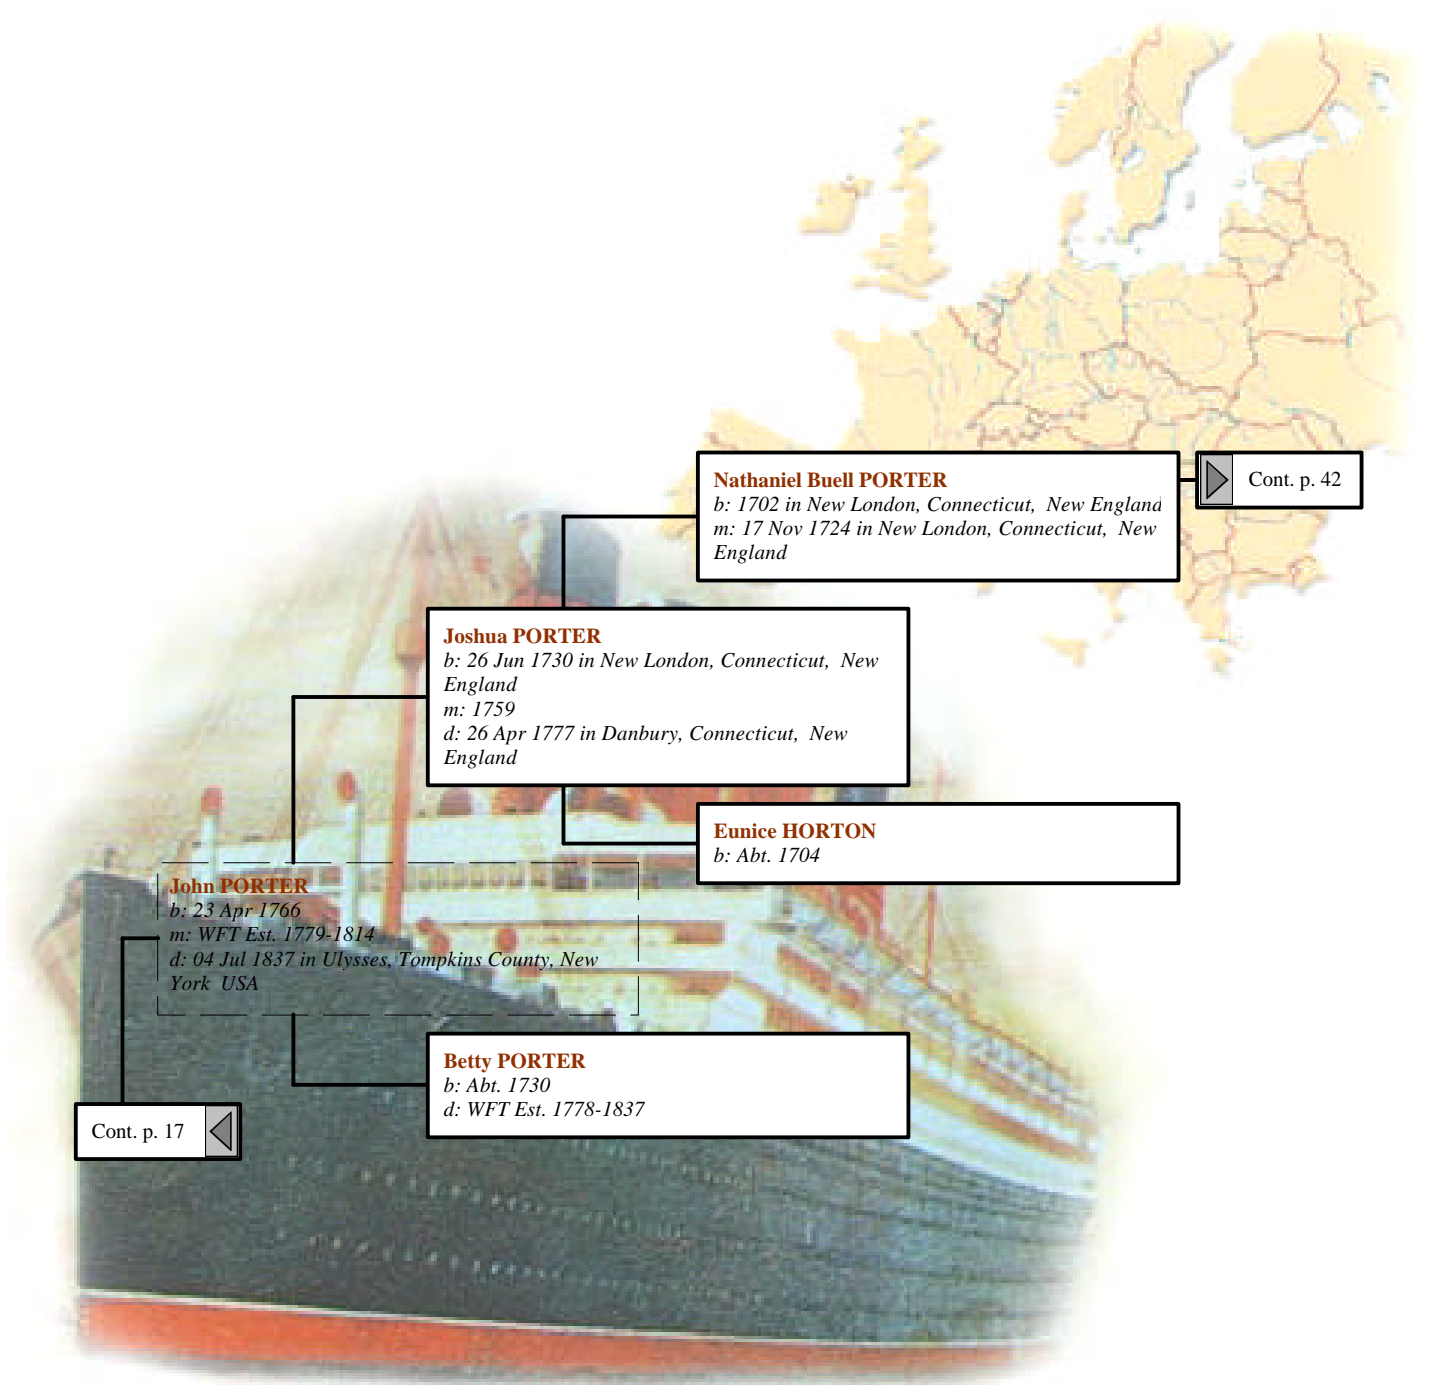 Nathaniel Buell PORTER
b: 1702 in New London, Connecticut, New England
m: 17 Nov 1724 in New London, Connecticut, New
England
Cont. p. 42
Joshua PORTER
b: 26 Jun 1730 in New London, Connecticut, New
England
m: 1759
d: 26 Apr 1777 in Danbury, Connecticut, New
England
Eunice HORTON
b: Abt. 1704
John PORTER
b: 23 Apr 1766
m: WFT Est. 1779-1814
d: 04 Jul 1837 in Ulysses, Tompkins County, New
York USA
Betty PORTER
b: Abt. 1730
d: WFT Est. 1778-1837
Cont. p. 17